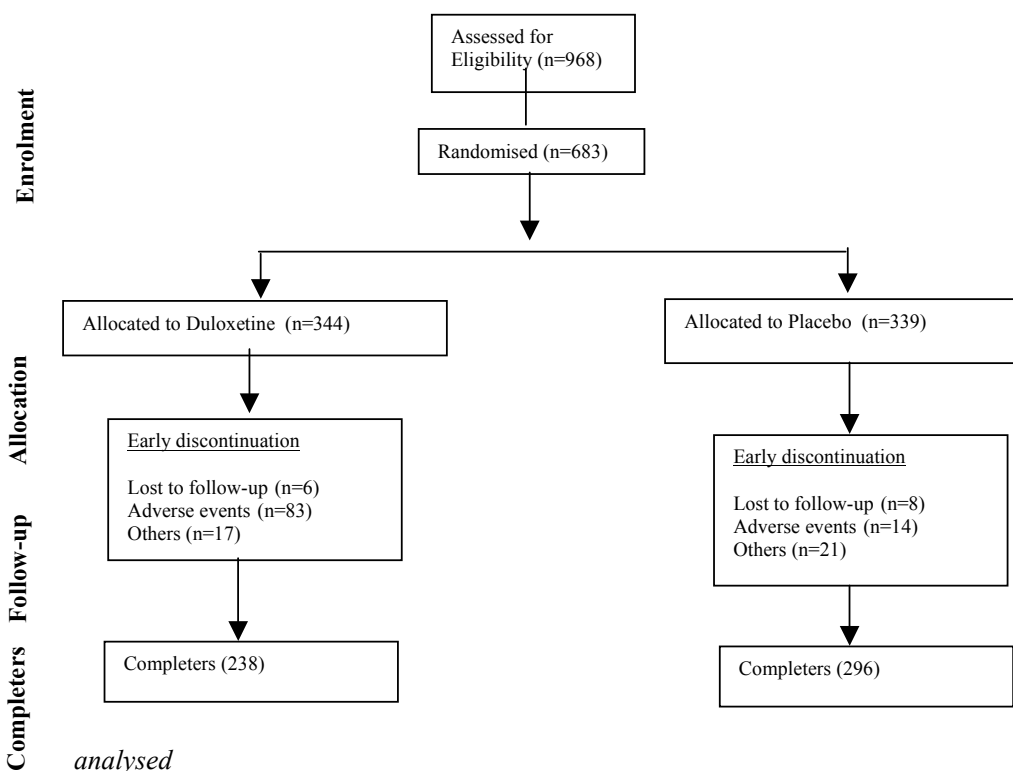 Assessed for
Eligibility (n=968)
Enrolment
Randomised (n=683)
Allocated to Duloxetine (n=344)
Allocated to Placebo (n=339)
Allocation
Early discontinuation
Lost to follow-up (n=6)
Adverse events (n=83)
Others (n=17)
Early discontinuation
Lost to follow-up (n=8)
Adverse events (n=14)
Others (n=21)
Follow-up
Completers (238)
Completers (296)
Completers
analysed